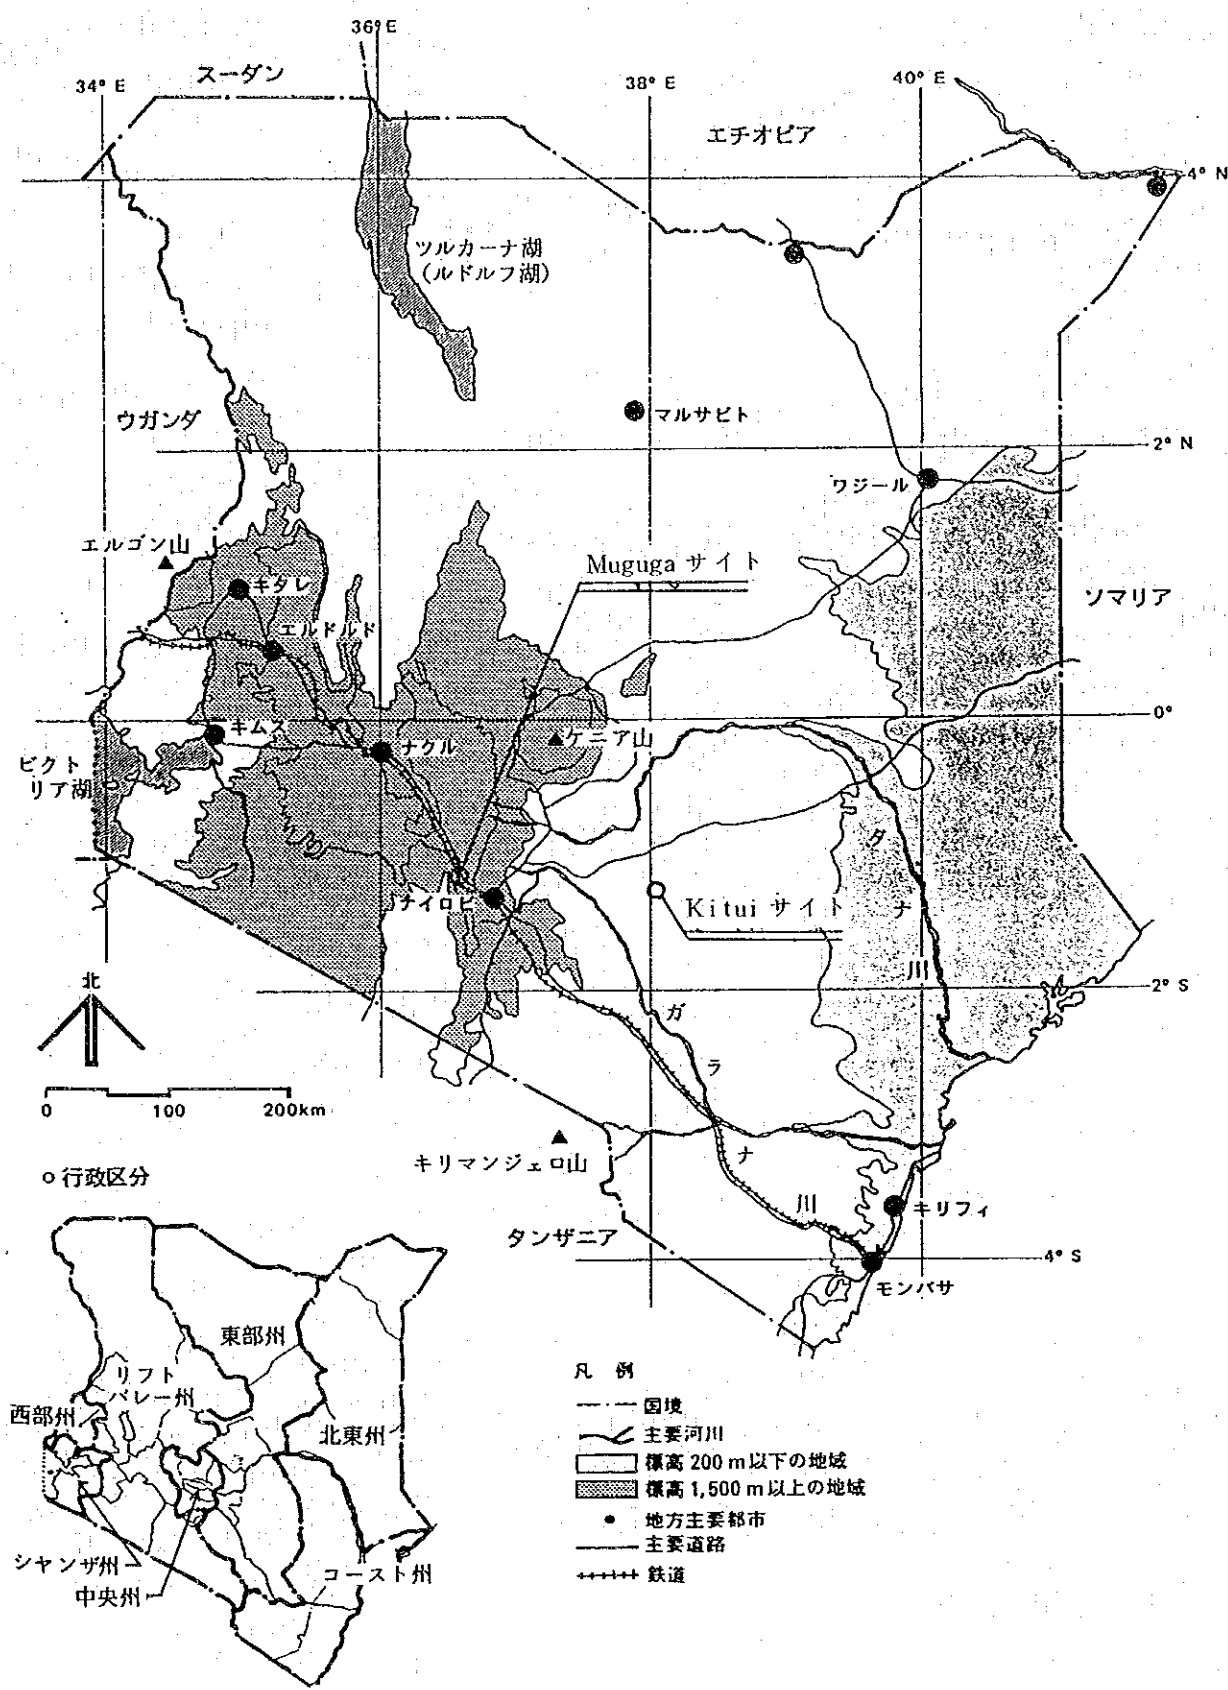 36° E
34° E
スーダン
38° E
40° E
エチオピア
4° N
ツルカーナ湖
(ルドルフ湖)
ウガンダ
マルサビト
2° N
ワジール
エルゴン山
Muguga サイト
キタレ
ソマリア
エルドルド
0°
キムス
ナクル
ケニア山
ビクト
リア湖
タナ川
ナイロビ
Kitui サイト
北
2° S
ガラナ川
0 100 200km
キリマンジェロ山
キリフィ
タンザニア
4° S
モンバサ
○行政区分
東部州
リフト
バレー州
西部州
北東州
シャンザ州
中央州
コースト州
凡 例
国境
主要河川
標高 200 m以下の地域
標高 1,500 m以上の地域
地方主要都市
主要道路
鉄道